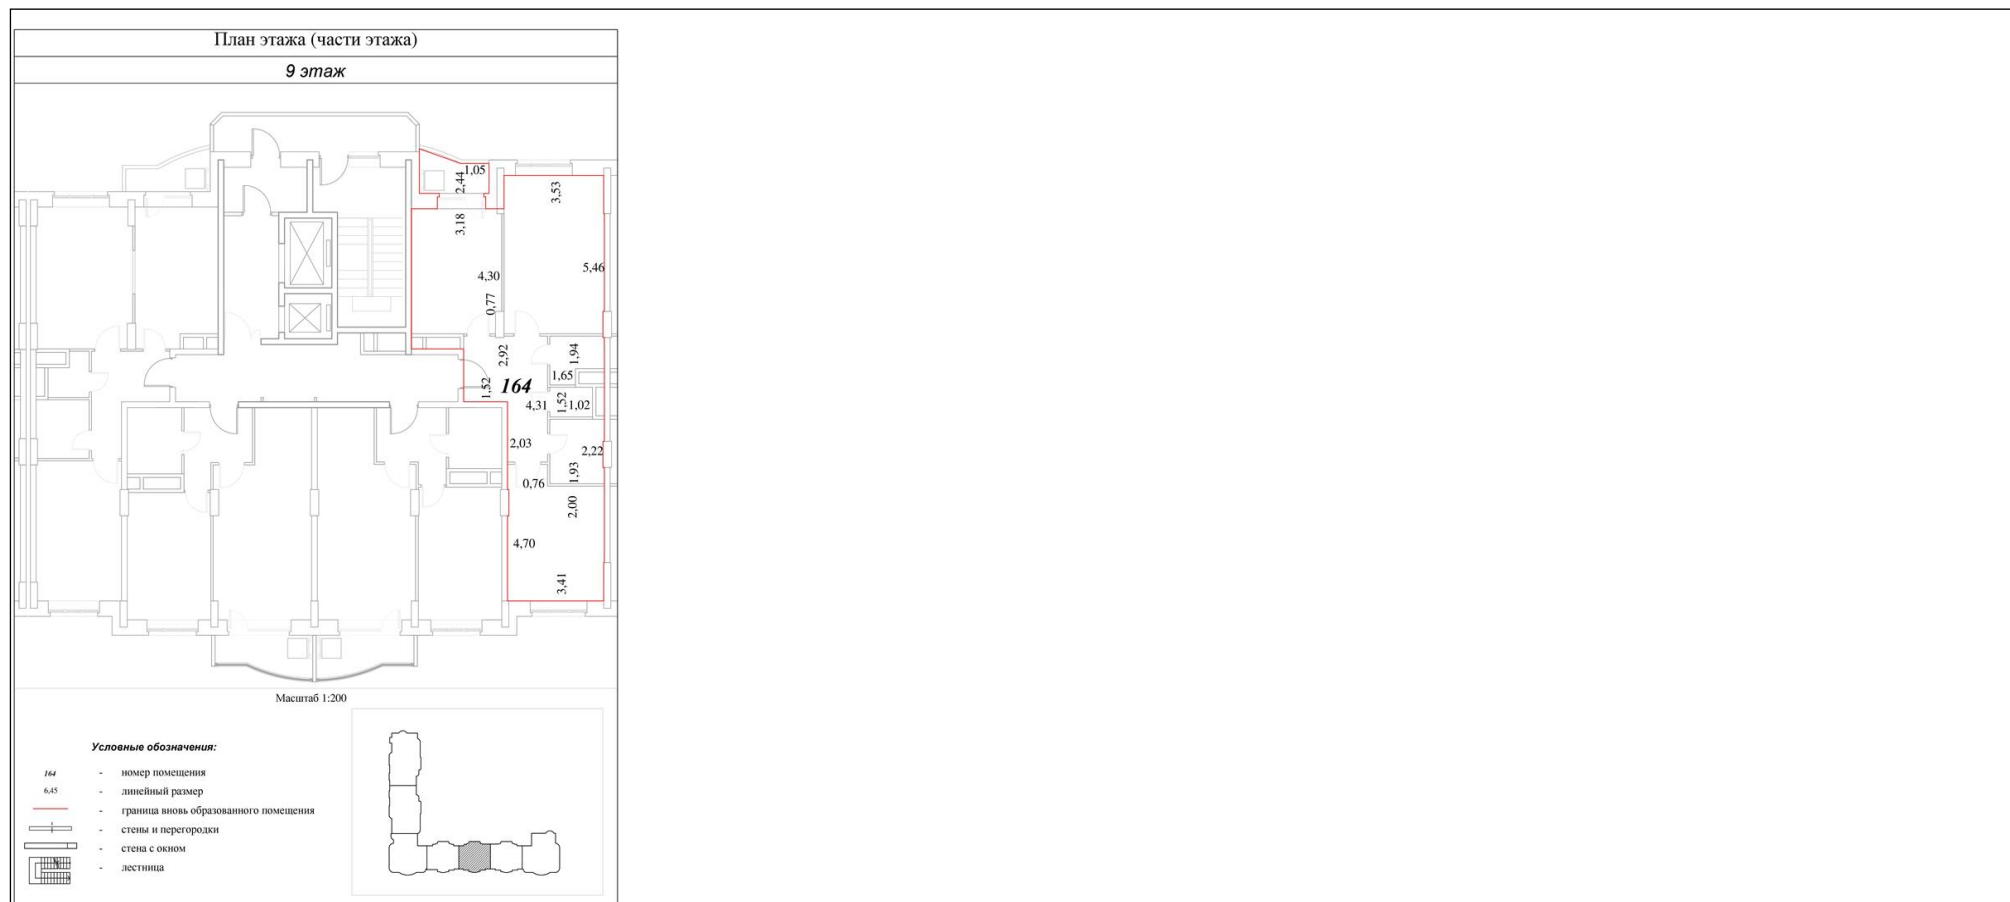 План этажа (части этажа)
9 этаж
1,05
2,44
3,53
3,18
4,30
5,46
0,77
2,92
1,94
1,65
1,52
164
4,31
1,52
1,02
2,03
2,22
1,93
0,76
2,00
4,70
3,41
Масштаб 1:200
Условные обозначения:
164 - номер помещения
6,45 - линейный размер
- граница вновь образованного помещения
- стены и перегородки
- стена с окном
- лестница